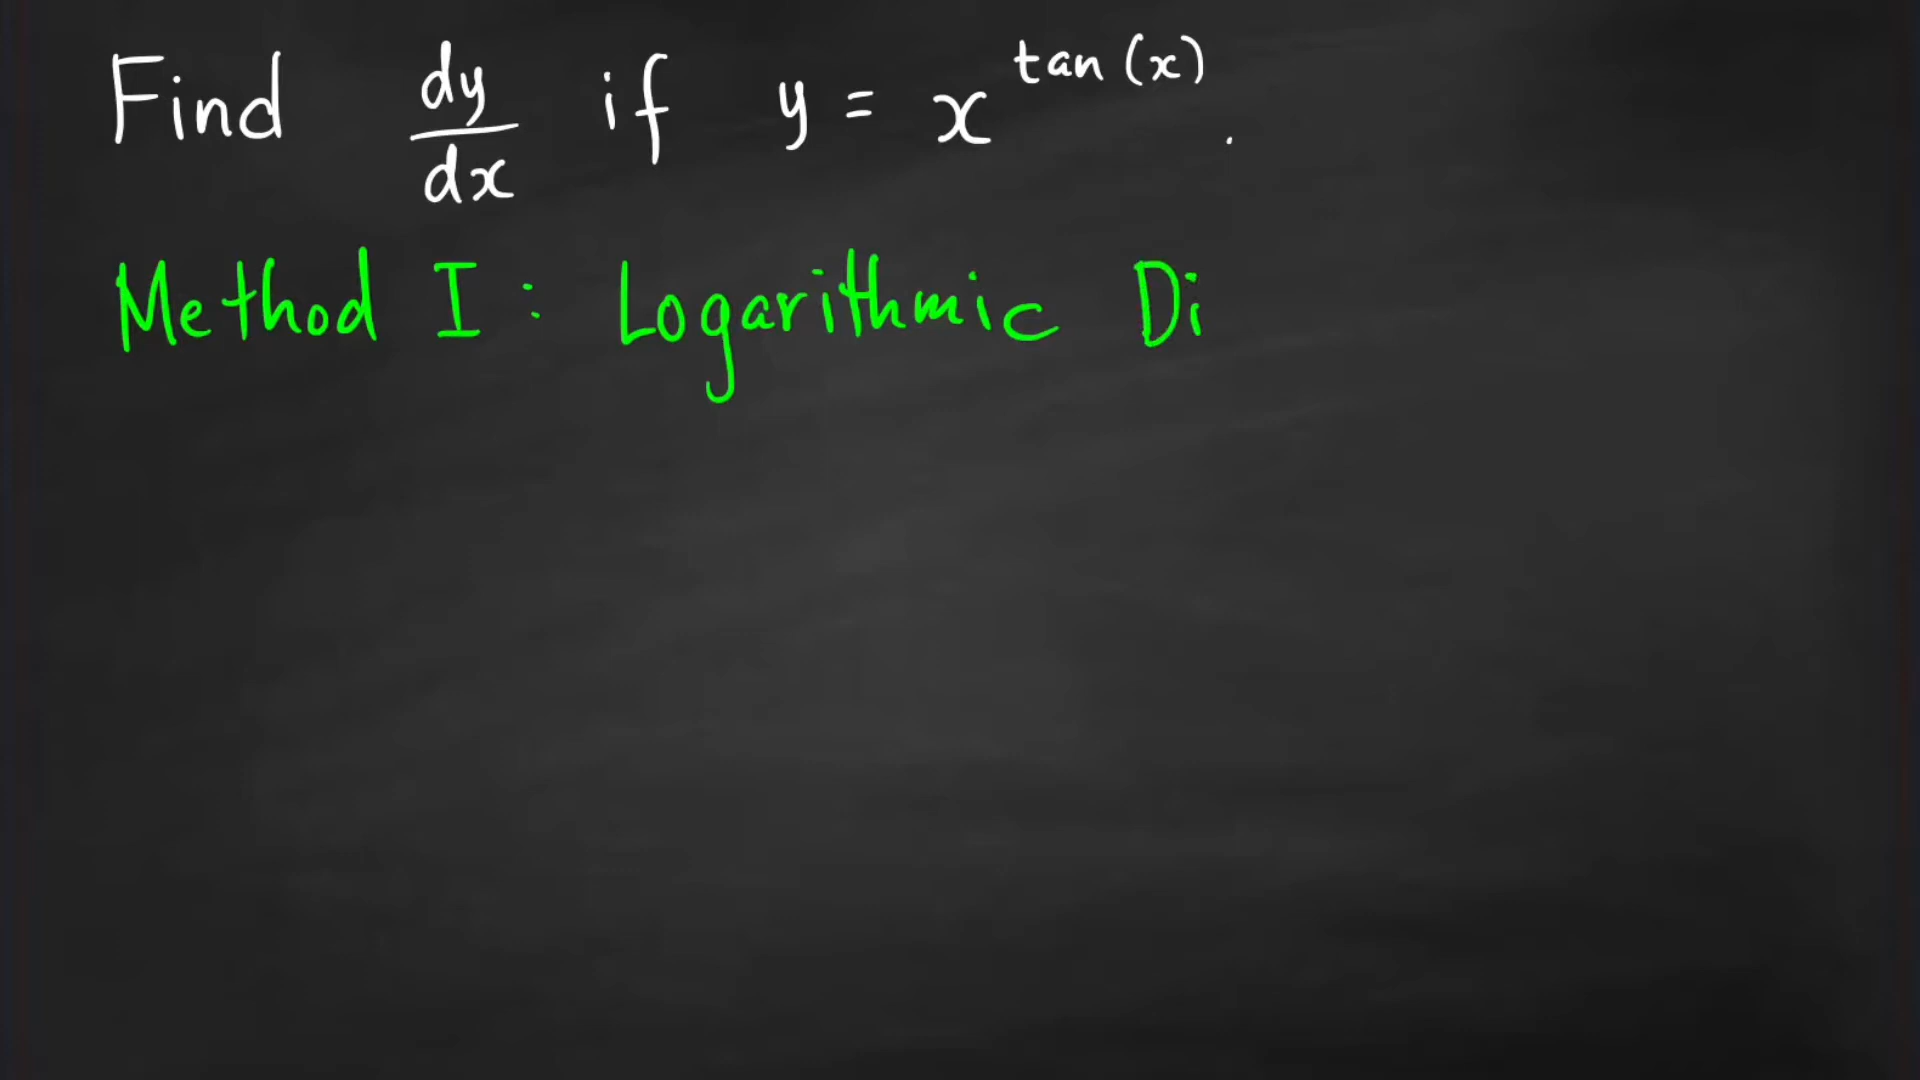 Find dy/dx if y = x^tan(x).
Method I: Logarithmic Di